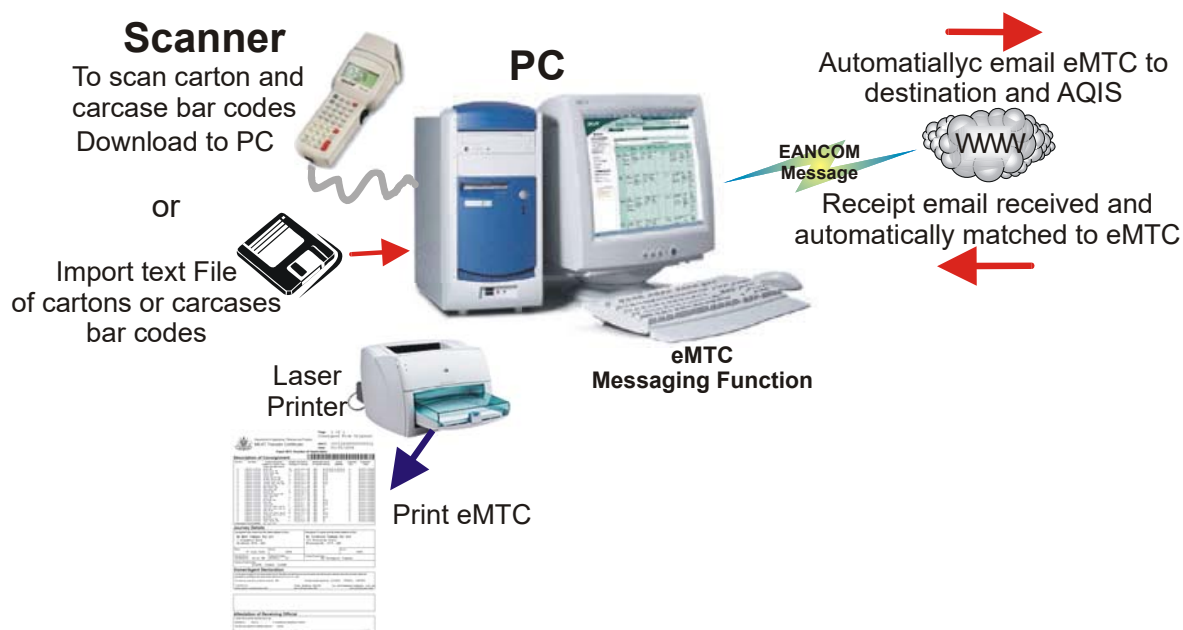 Scanner
To scan carton and
carcase bar codes
Download to PC
or
Import text File
of cartons or carcases
bar codes
PC
Automatiallyc email eMTC to
destination and AQIS
WWW
EANCOM
Message
Receipt email received and
automatically matched to eMTC
eMTC
Messaging Function
Laser
Printer
Print eMTC
Description of Consignment
Journey Details
Attestation of Receiving Official